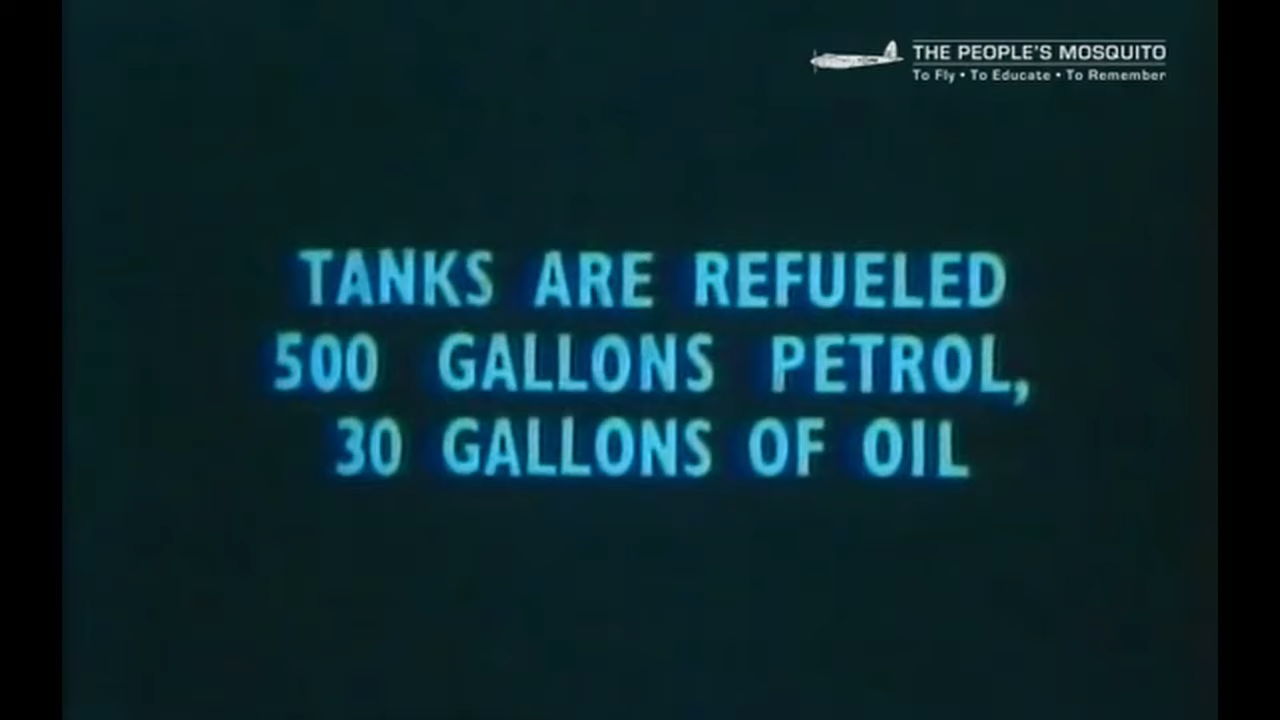 THE PEOPLE'S MOSQUITO
To Fly • To Educate • To Remember
TANKS ARE REFUELED
500 GALLONS PETROL,
30 GALLONS OF OIL